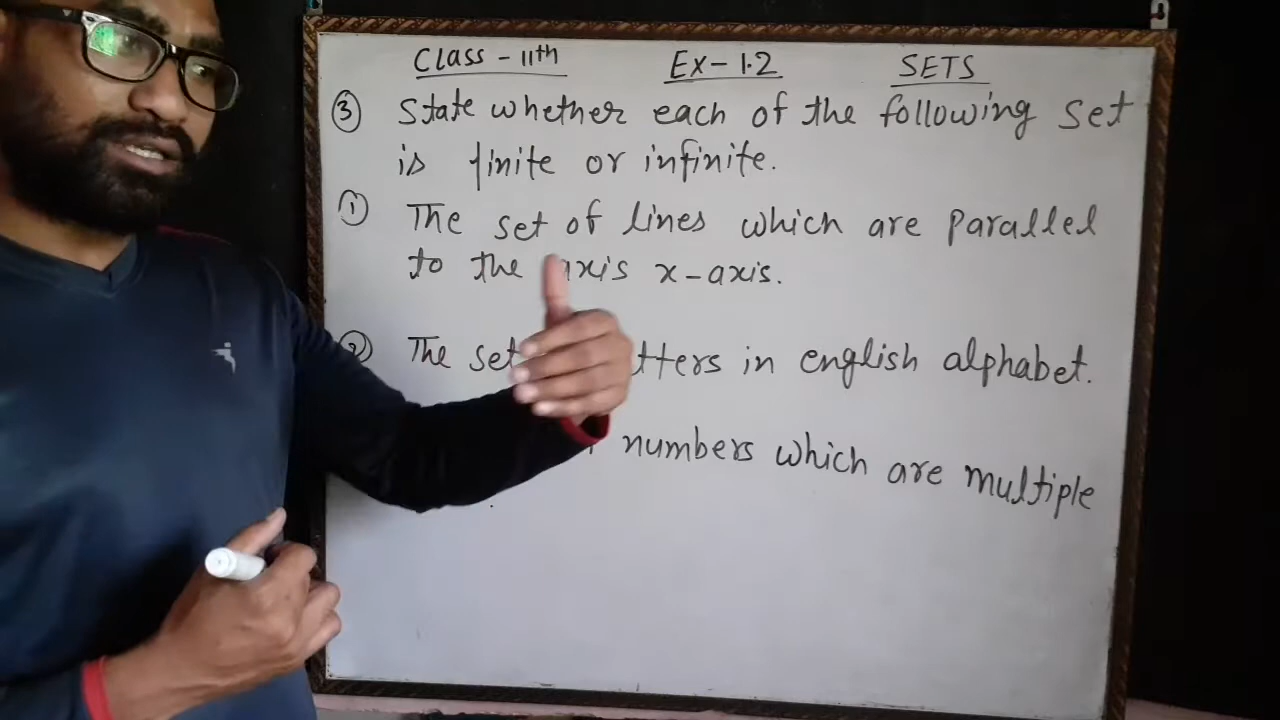 Class - 11th Ex - 1.2 SETS
③ State whether each of the following set
is finite or infinite.
① The set of lines which are parallel
to the axis x-axis.
② The set letters in english alphabet.
numbers which are multiple